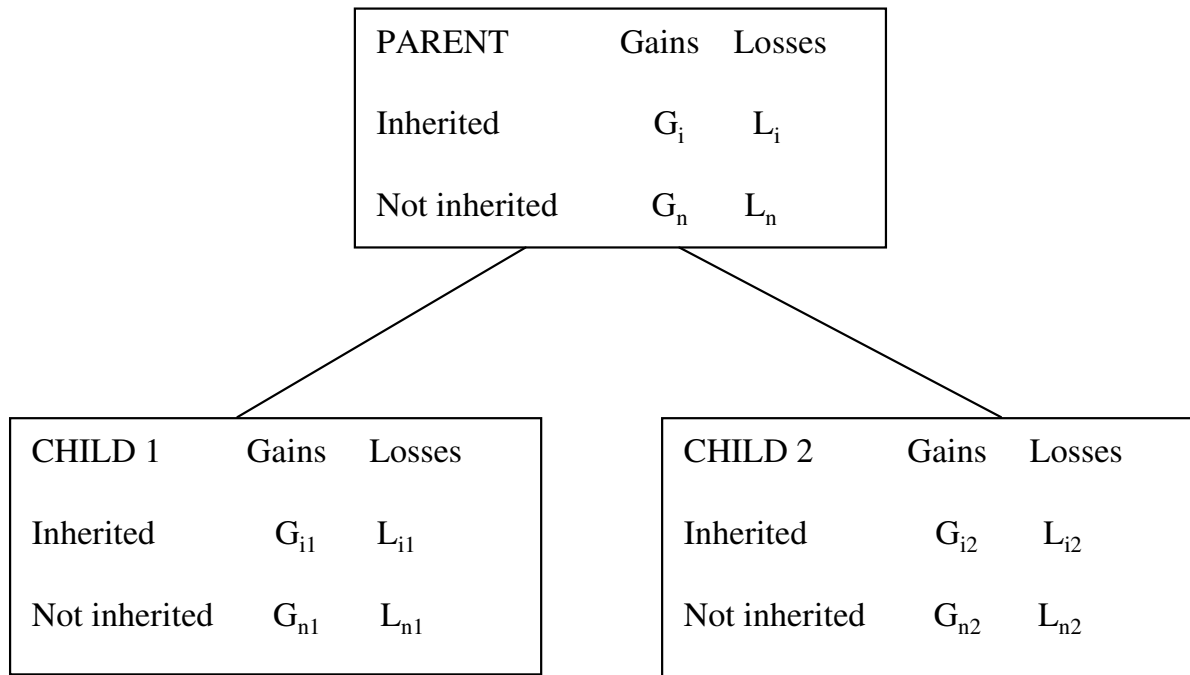 PARENT Gains Losses
Inherited G_i L_i
Not inherited G_n L_n
CHILD 1 Gains Losses
Inherited G_i1 L_i1
Not inherited G_n1 L_n1
CHILD 2 Gains Losses
Inherited G_i2 L_i2
Not inherited G_n2 L_n2